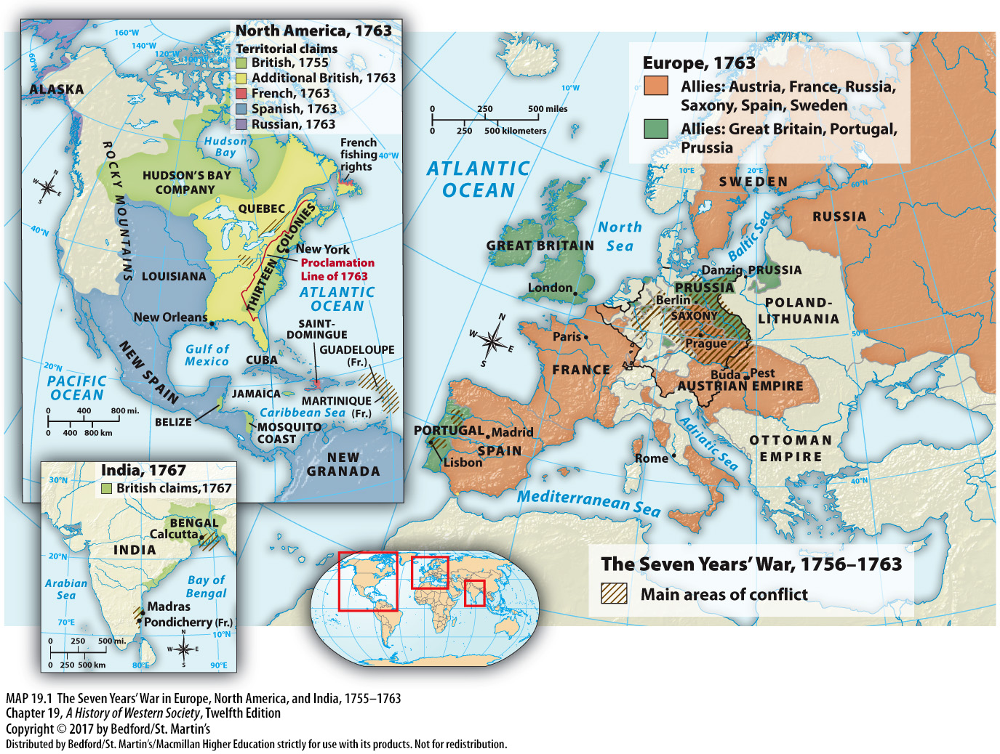 North America, 1763
Territorial claims
British, 1755
Additional British, 1763
French, 1763
Spanish, 1763
Russian, 1763
160°W
140°W
120°W
100°W
80°
60°N
40°W
ALASKA
Hudson
Bay
French
fishing
rights
ROCKY MOUNTAINS
HUDSON'S BAY
COMPANY
QUEBEC
N
W
E
S
40°N
THIRTEEN COLONIES
New York
Proclamation
Line of 1763
LOUISIANA
ATLANTIC
OCEAN
New Orleans
SAINT-
DOMINGUE
GUADELOUPE
(Fr.)
Gulf of
Mexico
CUBA
NEW SPAIN
20°N
PACIFIC
OCEAN
JAMAICA
MARTINIQUE
(Fr.)
Caribbean Sea
0 400 800 mi.
0 400 800 km
BELIZE
MOSQUITO
COAST
NEW
GRANADA
India, 1767
British claims, 1767
30°N
BENGAL
Calcutta
INDIA
20°N
Arabian
Sea
Bay of
Bengal
Madras
Pondicherry (Fr.)
70°E
10°N
0 250 500 mi.
0 250 500 km
N
W
E
S
80°E
90°E
Europe, 1763
Allies: Austria, France, Russia,
Saxony, Spain, Sweden
Allies: Great Britain, Portugal,
Prussia
10°W
0°
0 250 500 miles
0 250 500 kilometers
ATLANTIC
OCEAN
10°E
20°E
30°E
60°N
SWEDEN
RUSSIA
North
Sea
Baltic Sea
GREAT BRITAIN
London
Danzig
PRUSSIA
PRUSSIA
Berlin
SAXONY
POLAND-
LITHUANIA
N
W
E
S
Paris
Prague
50°N
FRANCE
Buda
Pest
AUSTRIAN EMPIRE
PORTUGAL
Madrid
SPAIN
Lisbon
Adriatic Sea
OTTOMAN
EMPIRE
Rome
40°N
Mediterranean Sea
The Seven Years' War, 1756–1763
Main areas of conflict
MAP 19.1 The Seven Years' War in Europe, North America, and India, 1755–1763
Chapter 19, A History of Western Society, Twelfth Edition
Copyright © 2017 by Bedford/St. Martin's
Distributed by Bedford/St. Martin's/Macmillan Higher Education strictly for use with its products. Not for redistribution.